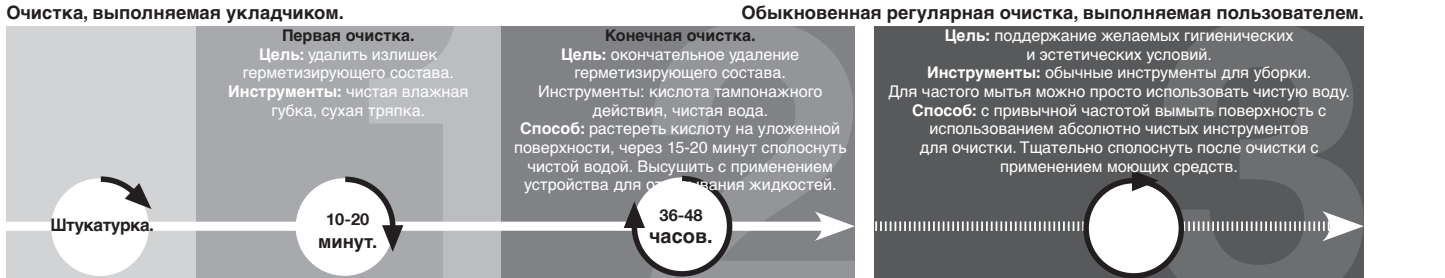 Очистка, выполняемая укладчиком.
Обыкновенная регулярная очистка, выполняемая пользователем.
Первая очистка.
Цель: удалить излишек
герметизирующего состава.
Инструменты: чистая влажная
губка, сухая тряпка.
Конечная очистка.
Цель: окончательное удаление
герметизирующего состава.
Инструменты: кислота тампонажного
действия, чистая вода.
Способ: растереть кислоту на уложенной
поверхности, через 15-20 минут сполоснуть
чистой водой. Высушить с применением
устройства для жидкостей.
Цель: поддержание желаемых гигиенических
и эстетических условий.
Инструменты: обычные инструменты для уборки.
Для частого мытья можно просто использовать чистую воду.
Способ: с привычной частотой вымыть поверхность с
использованием абсолютно чистых инструментов
для очистки. Тщательно сполоснуть после очистки с
применением моющих средств.
Штукатурка.
10-20
минут.
36-48
часов.
1
2
3